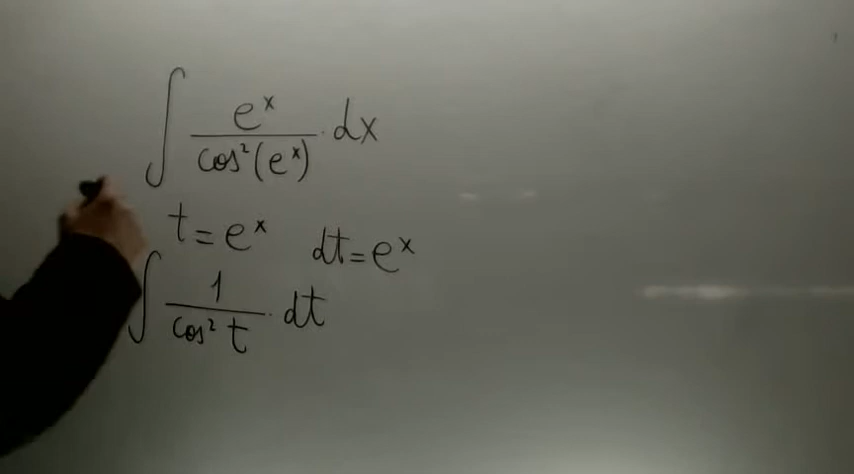 ∫ e^x / cos²(e^x) · dx
t = e^x dt = e^x
∫ 1 / cos² t · dt